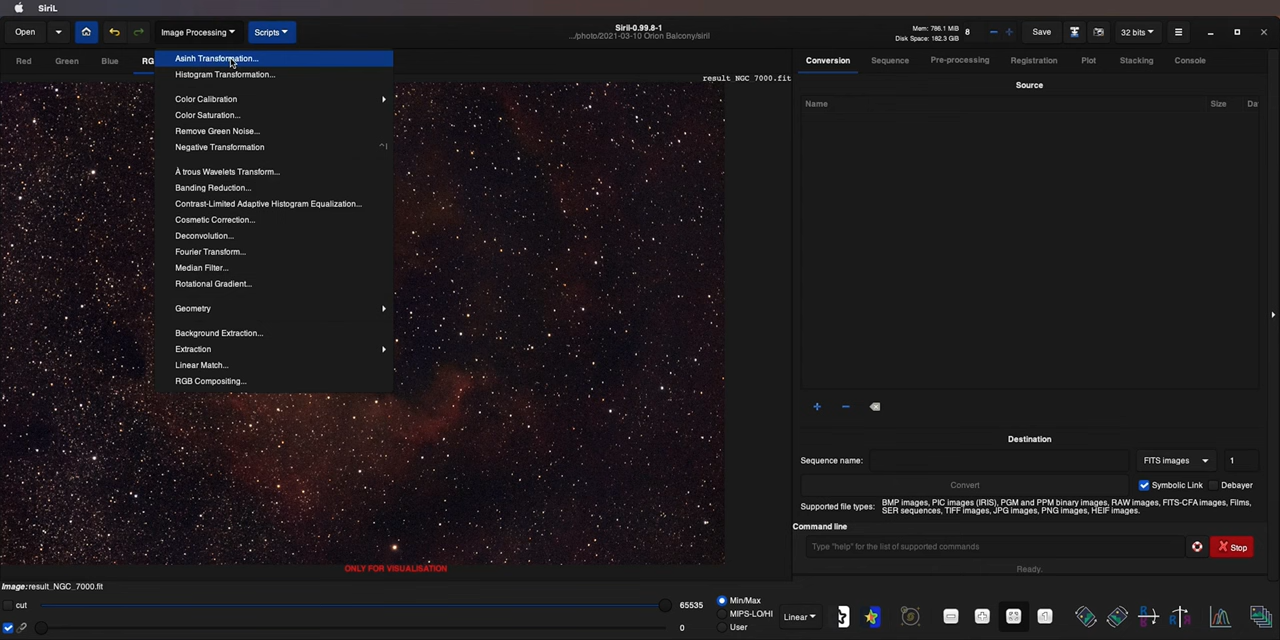 SiriL
Open
Image Processing
Scripts
Siril-0.99.8-1
.../photo/2021-03-10 Orion Balcony/siril
Mem: 786.1 MiB
Disk Space: 182.3 GiB
8
Save
32 bits
Red
Green
Blue
RG
result NGC 7000.fit
Asinh Transformation...
Histogram Transformation...
Color Calibration
Color Saturation...
Remove Green Noise...
Negative Transformation
^I
À trous Wavelets Transform...
Banding Reduction...
Contrast-Limited Adaptive Histogram Equalization...
Cosmetic Correction...
Deconvolution...
Fourier Transform...
Median Filter...
Rotational Gradient...
Geometry
Background Extraction...
Extraction
Linear Match...
RGB Compositing...
ONLY FOR VISUALISATION
Conversion
Sequence
Pre-processing
Registration
Plot
Stacking
Console
Source
Name
Size
Da
Destination
Sequence name:
FITS images
1
Convert
Symbolic Link
Debayer
Supported file types:
BMP images, PIC images (IRIS), PGM and PPM binary images, RAW images, FITS-CFA images, Films,
SER sequences, TIFF images, JPG images, PNG images, HEIF images.
Command line
Type "help" for the list of supported commands
Stop
Ready.
Image: result_NGC_7000.fit
cut
65535
0
Min/Max
MIPS-LO/HI
User
Linear